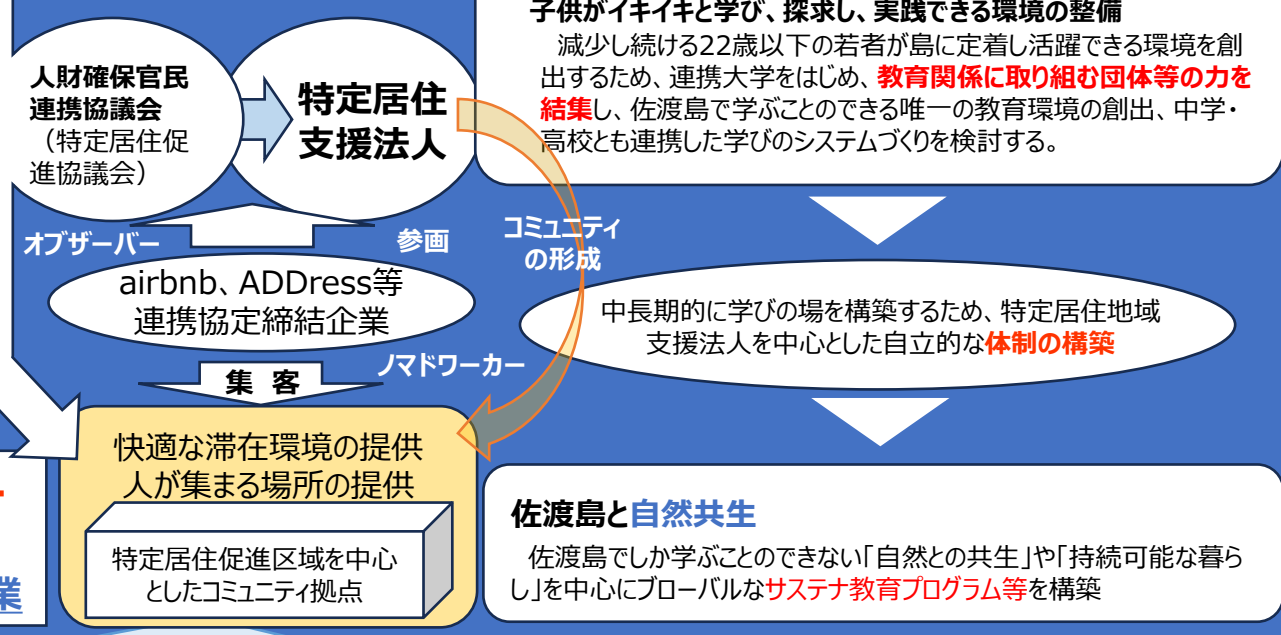 人財確保官民
連携協議会
（特定居住促
進協議会）
特定居住
支援法人
オブザーバー
参画
airbnb、ADDress等
連携協定締結企業
集 客
ノマドワーカー
コミュニティ
の形成
快適な滞在環境の提供
人が集まる場所の提供
特定居住促進区域を中心
としたコミュニティ拠点
業
子供がイキイキと学び、探求し、実践できる環境の整備
減少し続ける22歳以下の若者が島に定着し活躍できる環境を創
出するため、連携大学をはじめ、教育関係に取り組む団体等の力を
結集し、佐渡島で学ぶことのできる唯一の教育環境の創出、中学・
高校とも連携した学びのシステムづくりを検討する。
中長期的に学びの場を構築するため、特定居住地域
支援法人を中心とした自立的な体制の構築
佐渡島と自然共生
佐渡島でしか学ぶことのできない「自然との共生」や「持続可能な暮ら
し」を中心にブローバルなサステナ教育プログラム等を構築